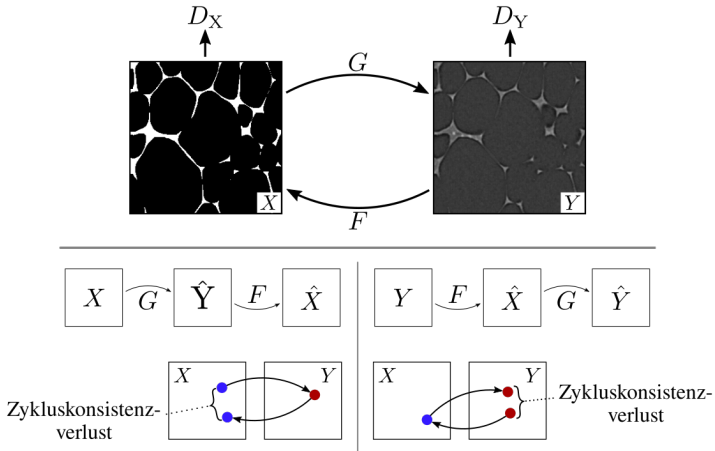 D_X D_Y
G
X Y
F
X G Ŷ F X̂ Y F X̂ G Ŷ
X Y X Y
Zykluskonsistenz-
verlust
Zykluskonsistenz-
verlust